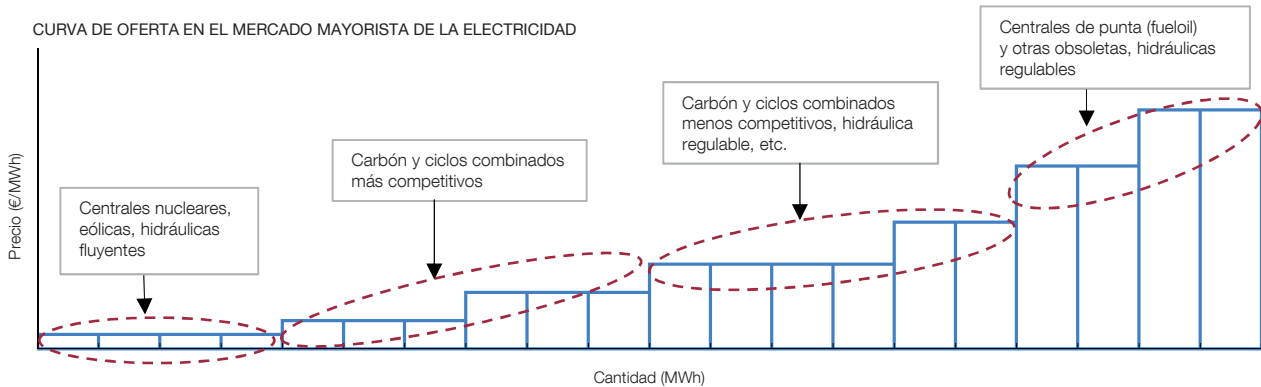 CURVA DE OFERTA EN EL MERCADO MAYORISTA DE LA ELECTRICIDAD
Centrales de punta (fueloil)
y otras obsoletas, hidráulicas
regulables
Carbón y ciclos combinados
menos competitivos, hidráulica
regulable, etc.
Carbón y ciclos combinados
más competitivos
Centrales nucleares,
eólicas, hidráulicas
fluyentes
Precio (€/MWh)
Cantidad (MWh)